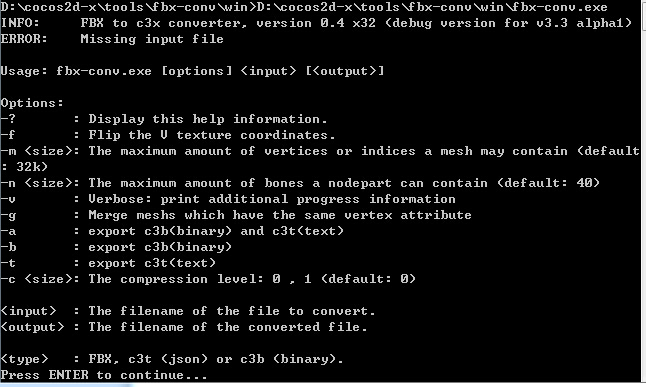 D:\cocos2d-x\tools\fbx-conv\win>D:\cocos2d-x\tools\fbx-conv\win\fbx-conv.exe
INFO:    FBX to c3x converter, version 0.4 x32 (debug version for v3.3 alpha1)
ERROR:   Missing input file
Usage: fbx-conv.exe [options] <input> [<output>]
Options:
-?       : Display this help information.
-f       : Flip the V texture coordinates.
-m <size>: The maximum amount of vertices or indices a mesh may contain (default
: 32k)
-n <size>: The maximum amount of bones a nodepart can contain (default: 40)
-v       : Verbose: print additional progress information
-g       : Merge meshs which have the same vertex attribute
-a       : export c3b(binary) and c3t(text)
-b       : export c3b(binary)
-t       : export c3t(text)
-c <size>: The compression level: 0 , 1 (default: 0)
<input>  : The filename of the file to convert.
<output> : The filename of the converted file.
<type>   : FBX, c3t (json) or c3b (binary).
Press ENTER to continue...